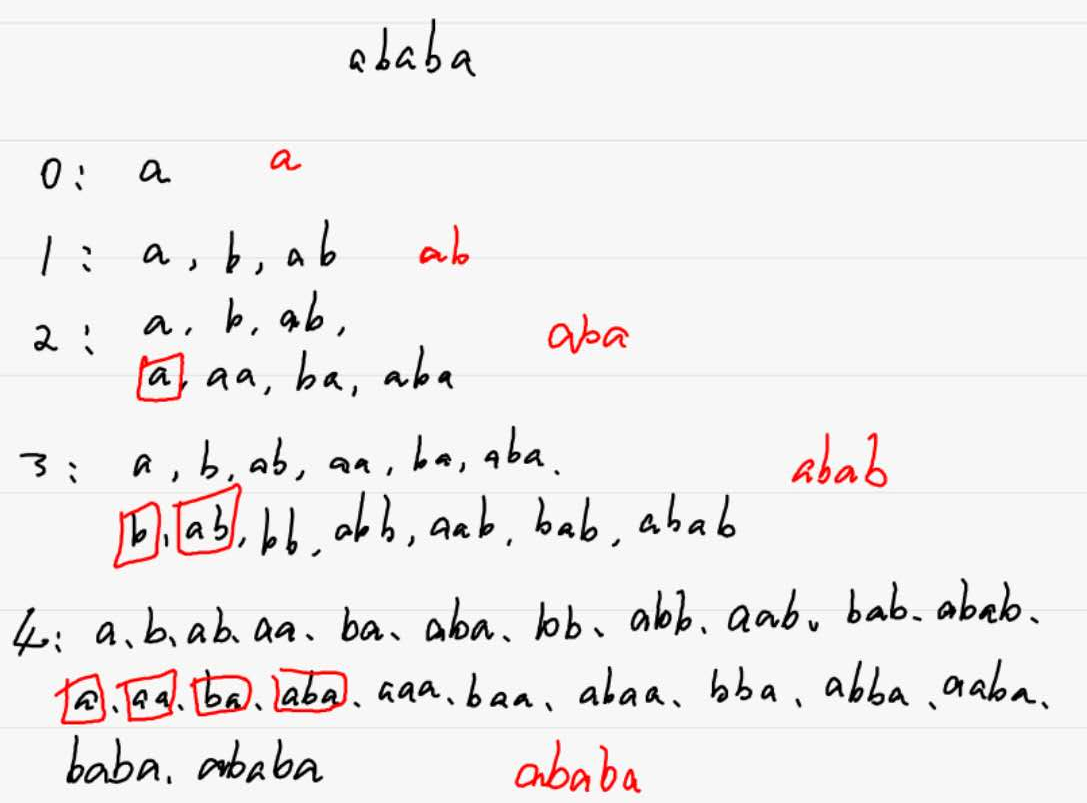 ababa
0: a a
1: a, b, ab ab
2: a. b. ab,
aba
a, aa, ba, aba
3: a, b, ab, aa, ba, aba.
abab
b, ab, bb, abb, aab, bab, abab
4: a、b、ab、aa、ba、aba、bb、abb、aab、bab、abab、
a、aa、ba、aba、aaa、baa、abaa、bba、abba、aaba、
baba、ababa ababa